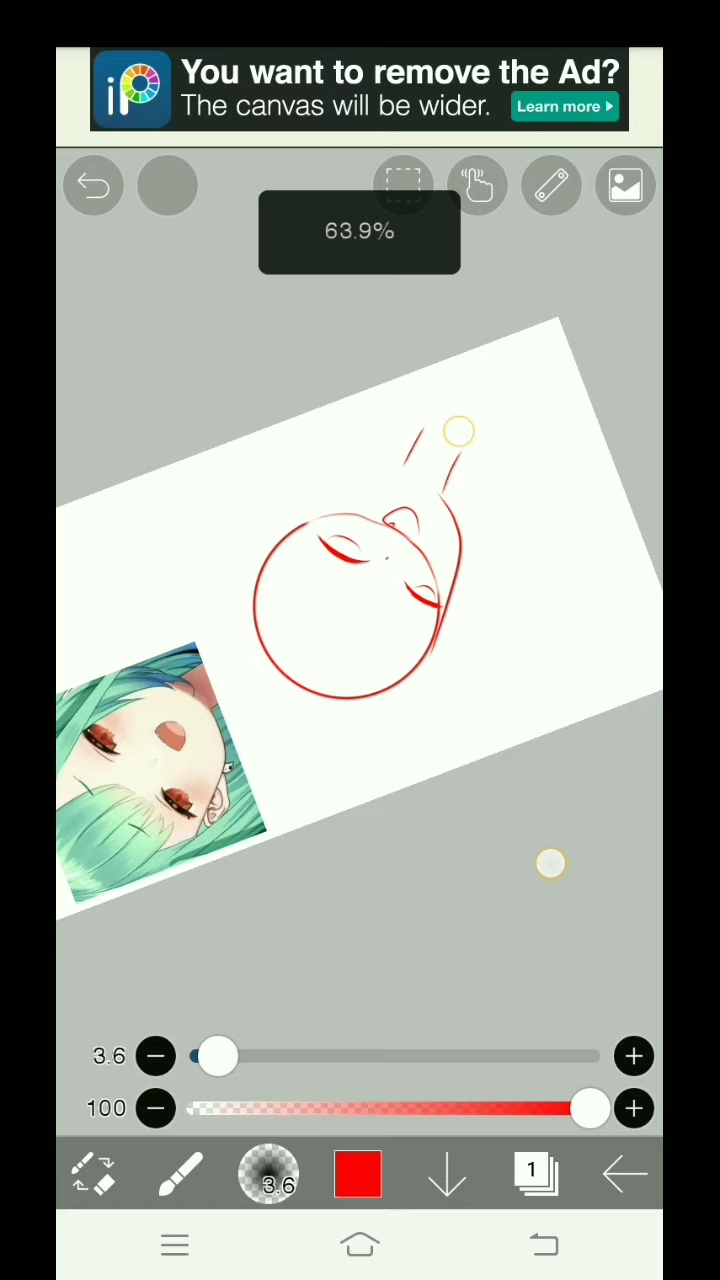 iP
You want to remove the Ad?
The canvas will be wider.
Learn more
63.9%
3.6
100
3.6
1